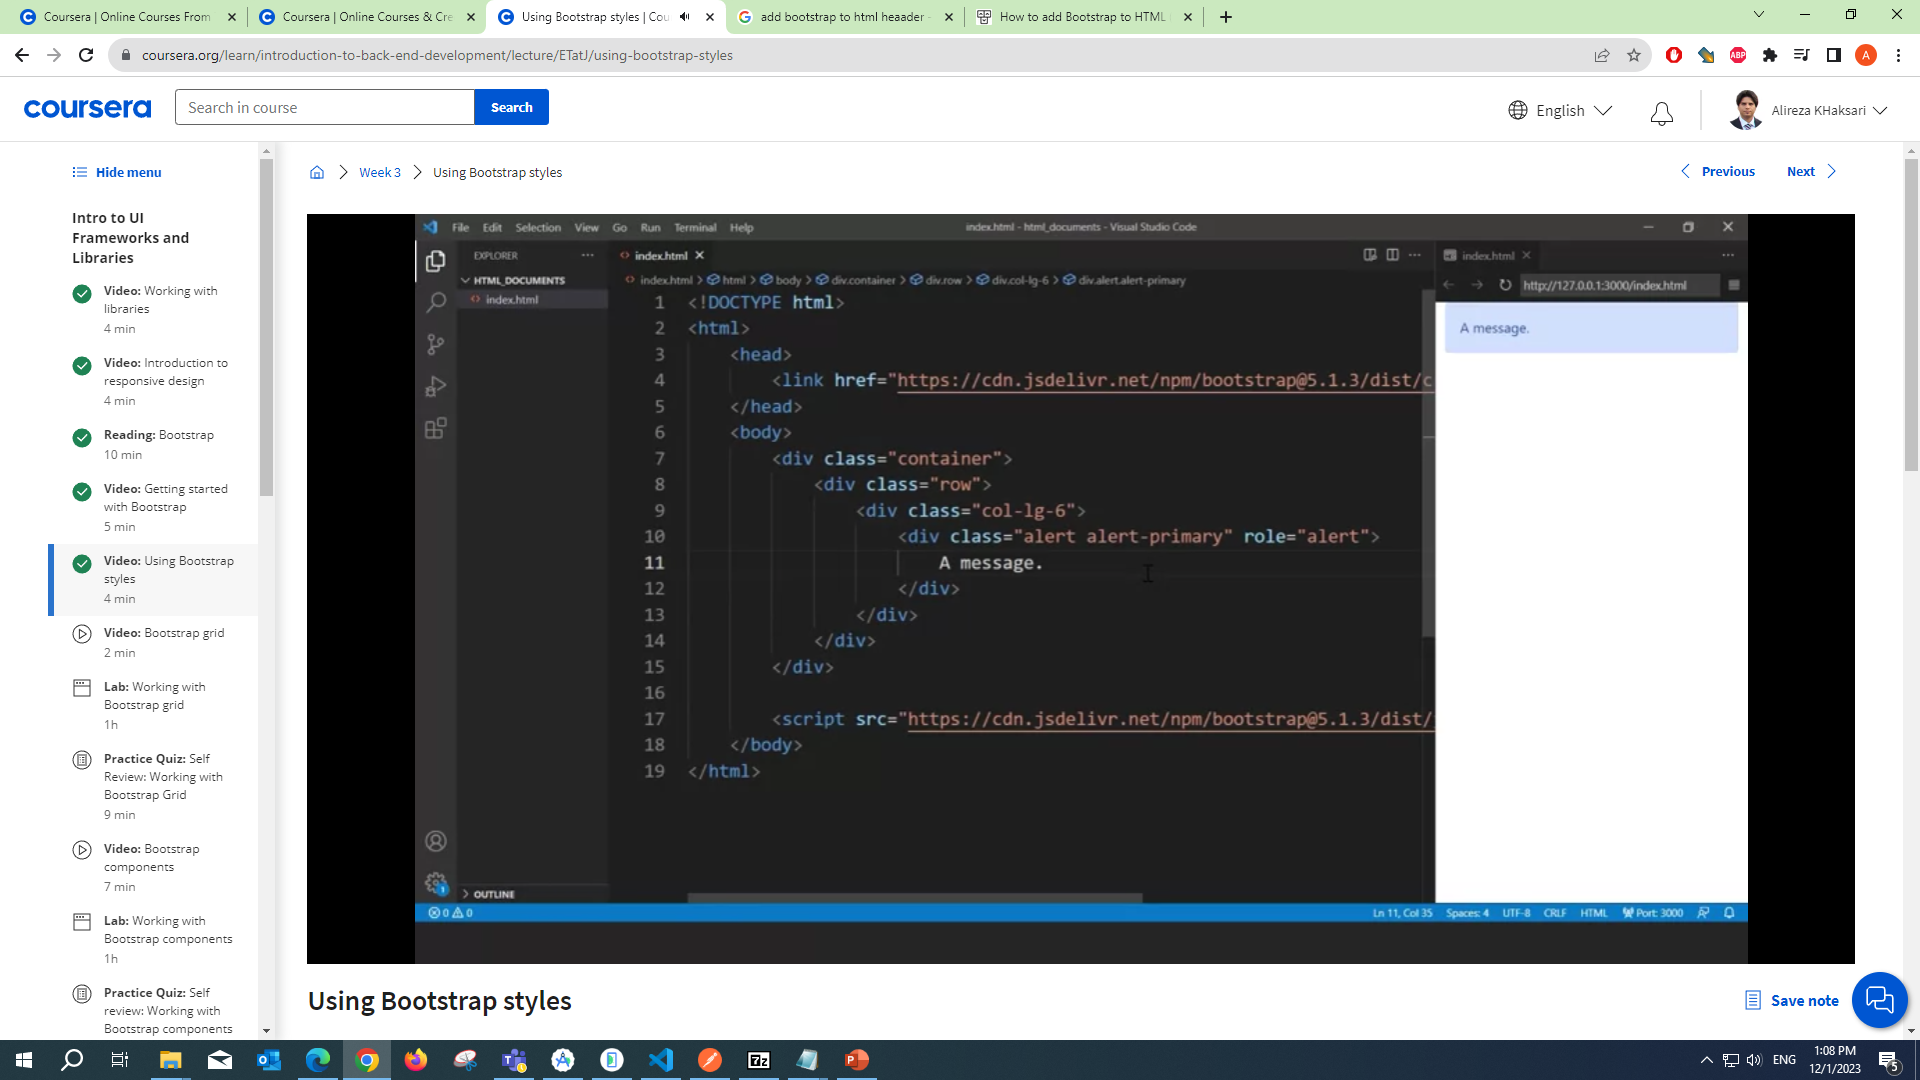 Coursera | Online Courses From
Coursera | Online Courses & Cre
Using Bootstrap styles | Cou
add bootstrap to html heaader -
How to add Bootstrap to HTML
coursera.org/learn/introduction-to-back-end-development/lecture/ETatJ/using-bootstrap-styles
ABP
A
coursera
Search in course
Search
English
Alireza KHaksari
Hide menu
Week 3
Using Bootstrap styles
Previous
Next
Intro to UI
Frameworks and
Libraries
Video: Working with
libraries
4 min
Video: Introduction to
responsive design
4 min
Reading: Bootstrap
10 min
Video: Getting started
with Bootstrap
5 min
Video: Using Bootstrap
styles
4 min
Video: Bootstrap grid
2 min
Lab: Working with
Bootstrap grid
1h
Practice Quiz: Self
Review: Working with
Bootstrap Grid
9 min
Video: Bootstrap
components
7 min
Lab: Working with
Bootstrap components
1h
Practice Quiz: Self
review: Working with
Bootstrap components
File Edit Selection View Go Run Terminal Help
index.html - html_documents - Visual Studio Code
EXPLORER
HTML_DOCUMENTS
index.html
OUTLINE
index.html
index.html > html > body > div.container > div.row > div.col-lg-6 > div.alert.alert-primary
1 <!DOCTYPE html>
2 <html>
3 <head>
4 <link href="https://cdn.jsdelivr.net/npm/bootstrap@5.1.3/dist/c
5 </head>
6 <body>
7 <div class="container">
8 <div class="row">
9 <div class="col-lg-6">
10 <div class="alert alert-primary" role="alert">
11 A message.
12 </div>
13 </div>
14 </div>
15 </div>
16
17 <script src="https://cdn.jsdelivr.net/npm/bootstrap@5.1.3/dist/
18 </body>
19 </html>
index.html
http://127.0.0.1:3000/index.html
A message.
0 0
Ln 11, Col 35 Spaces: 4 UTF-8 CRLF HTML Port: 3000
Using Bootstrap styles
Save note
7z
ENG
1:08 PM
12/1/2023
5